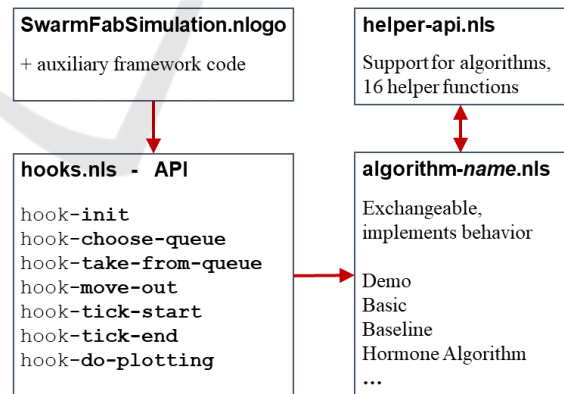 SwarmFabSimulation.nlogo
+ auxiliary framework code
helper-api.nls
Support for algorithms,
16 helper functions
hooks.nls - API
hook-init
hook-choose-queue
hook-take-from-queue
hook-move-out
hook-tick-start
hook-tick-end
hook-do-plotting
algorithm-name.nls
Exchangeable,
implements behavior
Demo
Basic
Baseline
Hormone Algorithm
...